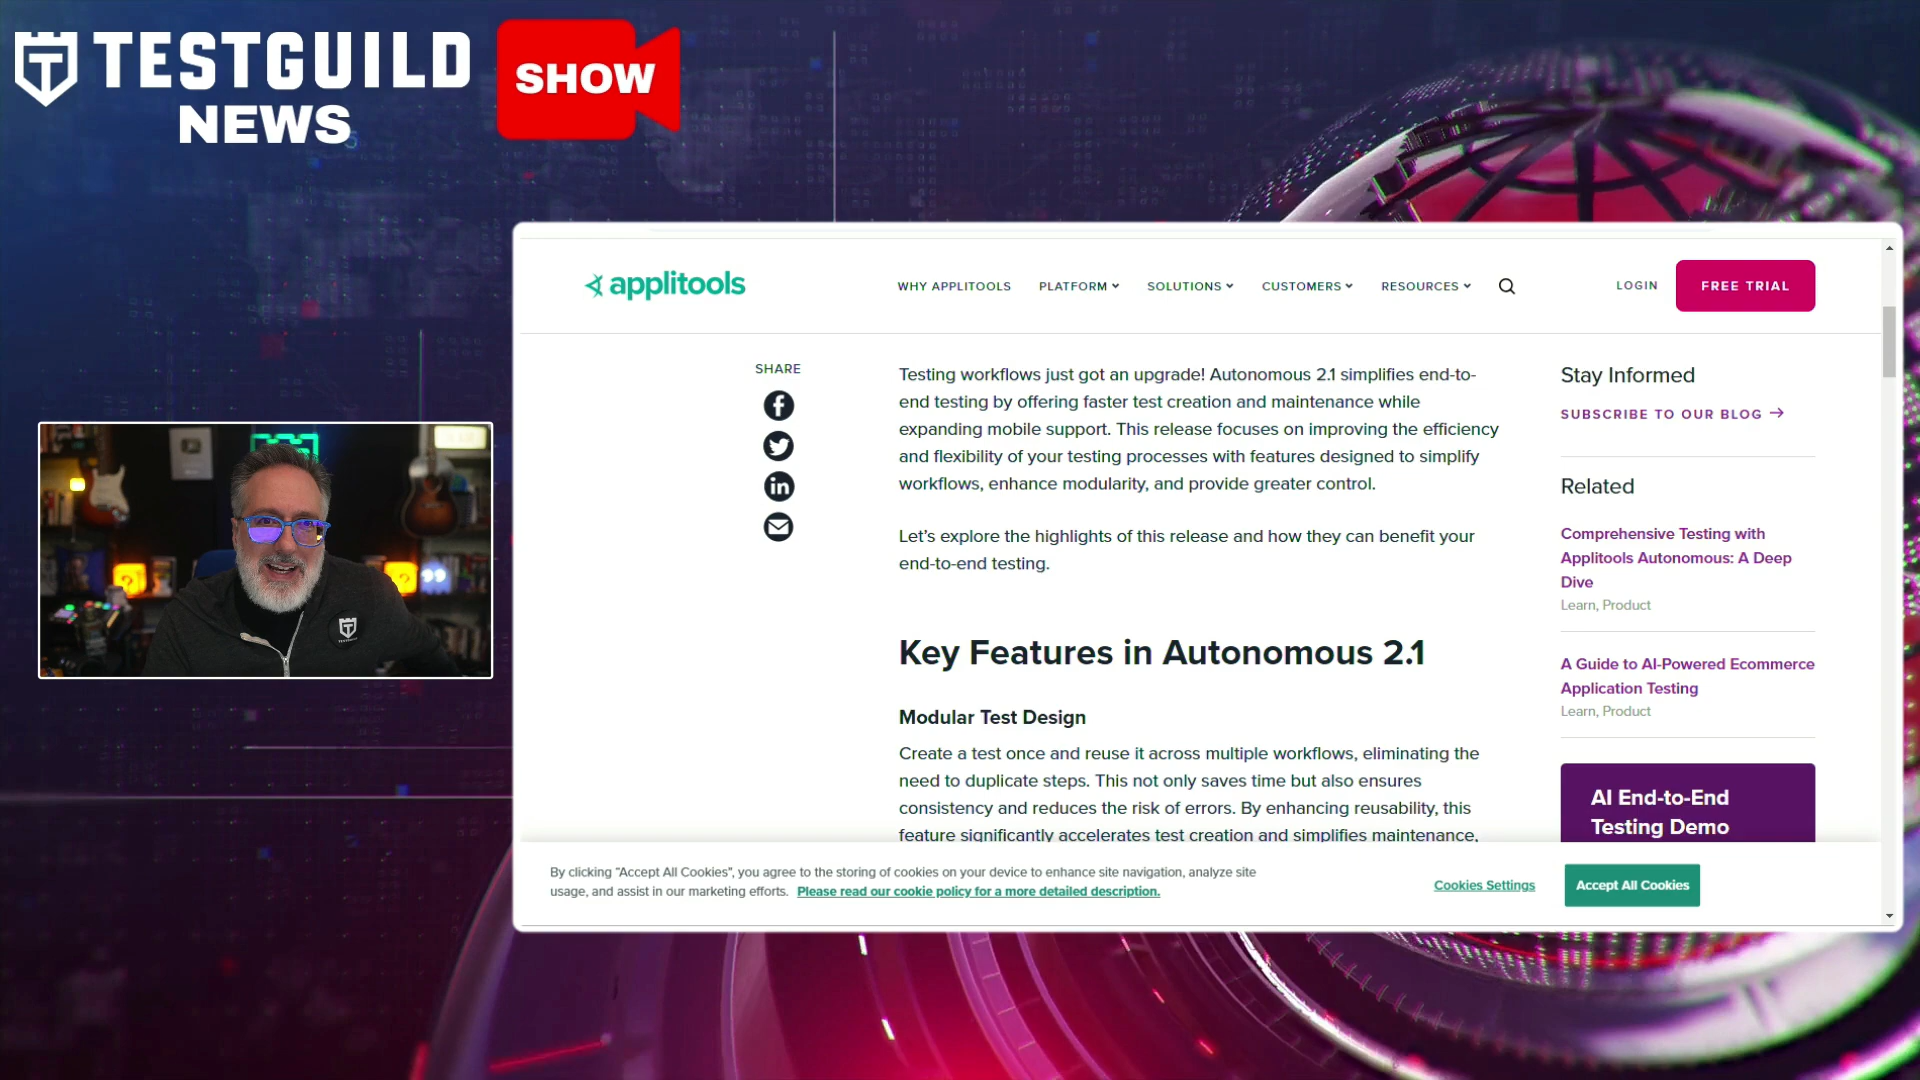 TESTGUILD
NEWS
SHOW
applitools
WHY APPLITOOLS
PLATFORM
SOLUTIONS
CUSTOMERS
RESOURCES
LOGIN
FREE TRIAL
SHARE
Testing workflows just got an upgrade! Autonomous 2.1 simplifies end-to-
end testing by offering faster test creation and maintenance while
expanding mobile support. This release focuses on improving the efficiency
and flexibility of your testing processes with features designed to simplify
workflows, enhance modularity, and provide greater control.
Let’s explore the highlights of this release and how they can benefit your
end-to-end testing.
Key Features in Autonomous 2.1
Modular Test Design
Create a test once and reuse it across multiple workflows, eliminating the
need to duplicate steps. This not only saves time but also ensures
consistency and reduces the risk of errors. By enhancing reusability, this
feature significantly accelerates test creation and simplifies maintenance,
Stay Informed
SUBSCRIBE TO OUR BLOG →
Related
Comprehensive Testing with
Applitools Autonomous: A Deep
Dive
Learn, Product
A Guide to AI-Powered Ecommerce
Application Testing
Learn, Product
AI End-to-End
Testing Demo
By clicking “Accept All Cookies”, you agree to the storing of cookies on your device to enhance site navigation, analyze site
usage, and assist in our marketing efforts. Please read our cookie policy for a more detailed description.
Cookies Settings
Accept All Cookies